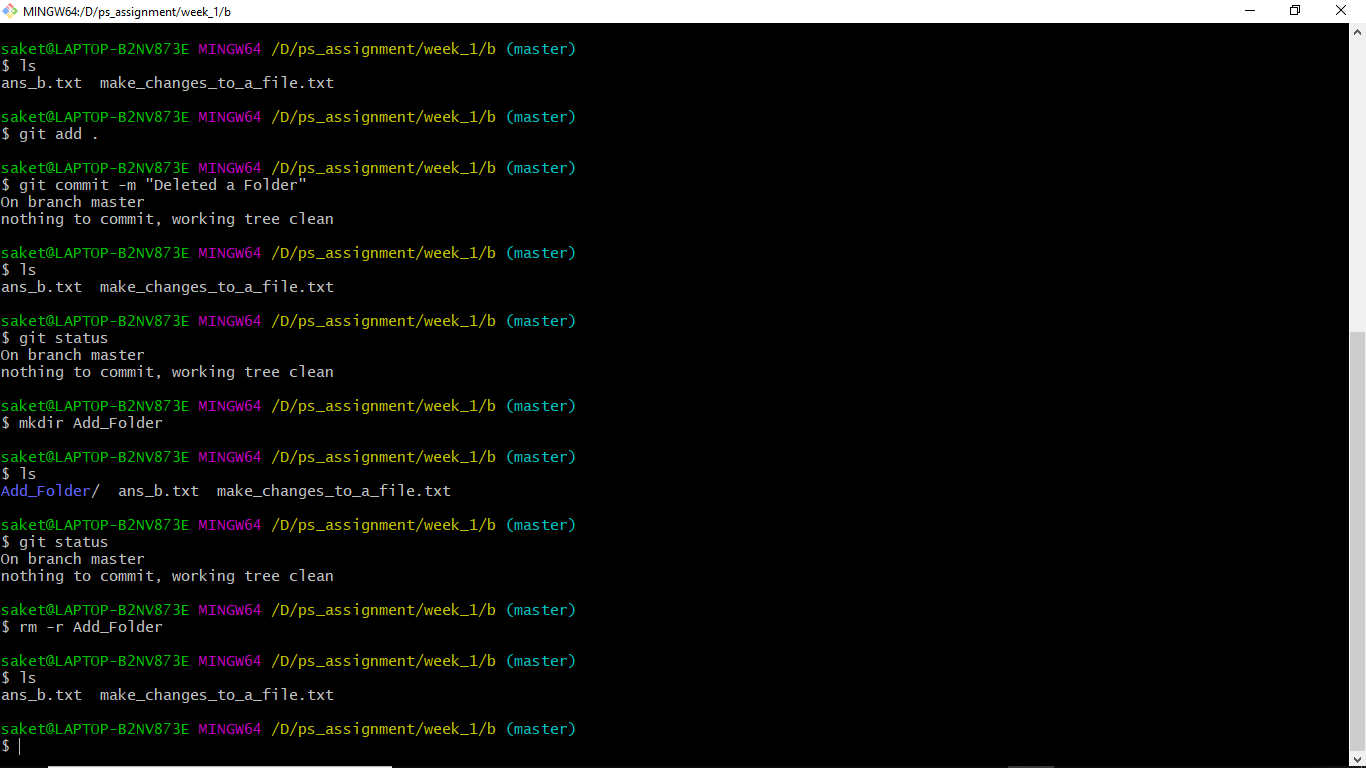 MINGW64:/D/ps_assignment/week_1/b
saket@LAPTOP-B2NV873E MINGW64 /D/ps_assignment/week_1/b (master)
$ ls
ans_b.txt  make_changes_to_a_file.txt
saket@LAPTOP-B2NV873E MINGW64 /D/ps_assignment/week_1/b (master)
$ git add .
saket@LAPTOP-B2NV873E MINGW64 /D/ps_assignment/week_1/b (master)
$ git commit -m "Deleted a Folder"
On branch master
nothing to commit, working tree clean
saket@LAPTOP-B2NV873E MINGW64 /D/ps_assignment/week_1/b (master)
$ ls
ans_b.txt  make_changes_to_a_file.txt
saket@LAPTOP-B2NV873E MINGW64 /D/ps_assignment/week_1/b (master)
$ git status
On branch master
nothing to commit, working tree clean
saket@LAPTOP-B2NV873E MINGW64 /D/ps_assignment/week_1/b (master)
$ mkdir Add_Folder
saket@LAPTOP-B2NV873E MINGW64 /D/ps_assignment/week_1/b (master)
$ ls
Add_Folder/  ans_b.txt  make_changes_to_a_file.txt
saket@LAPTOP-B2NV873E MINGW64 /D/ps_assignment/week_1/b (master)
$ git status
On branch master
nothing to commit, working tree clean
saket@LAPTOP-B2NV873E MINGW64 /D/ps_assignment/week_1/b (master)
$ rm -r Add_Folder
saket@LAPTOP-B2NV873E MINGW64 /D/ps_assignment/week_1/b (master)
$ ls
ans_b.txt  make_changes_to_a_file.txt
saket@LAPTOP-B2NV873E MINGW64 /D/ps_assignment/week_1/b (master)
$